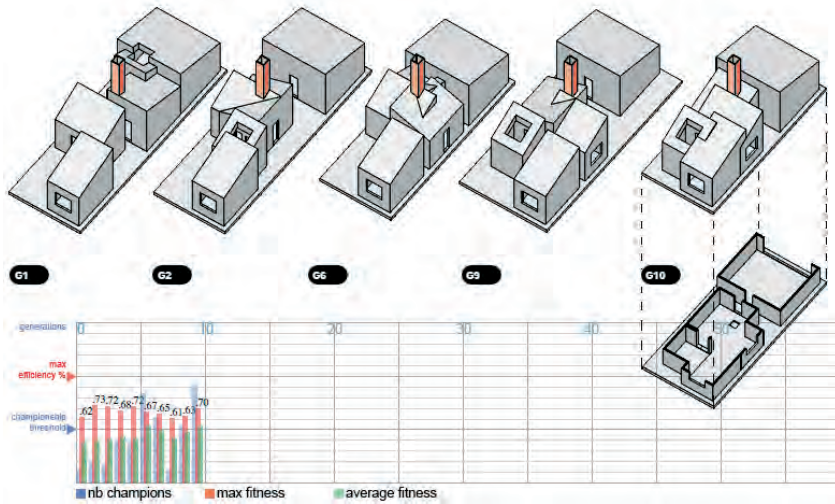 G1 G2 G6 G9 G10
generations 0 10 20 30 40 50
max
efficiency %
.62 .73 .72 .68 .72 .67 .65 .61 .63 .70
championship
threshold
nb champions max fitness average fitness